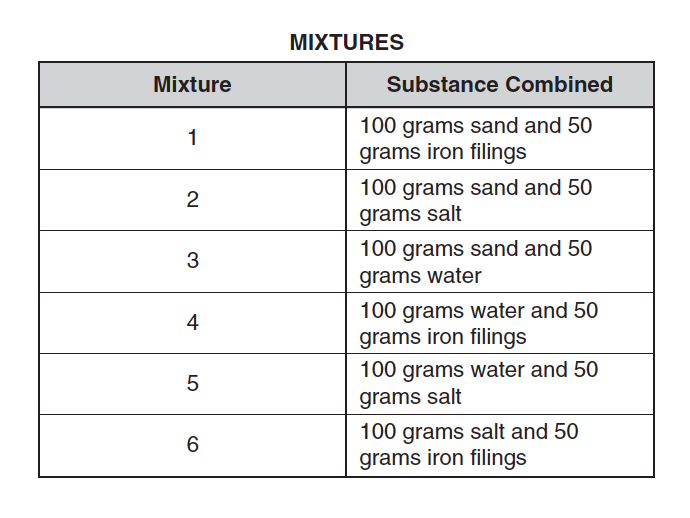 MIXTURES
Mixture Substance Combined
1 100 grams sand and 50
grams iron filings
2 100 grams sand and 50
grams salt
3 100 grams sand and 50
grams water
4 100 grams water and 50
grams iron filings
5 100 grams water and 50
grams salt
6 100 grams salt and 50
grams iron filings